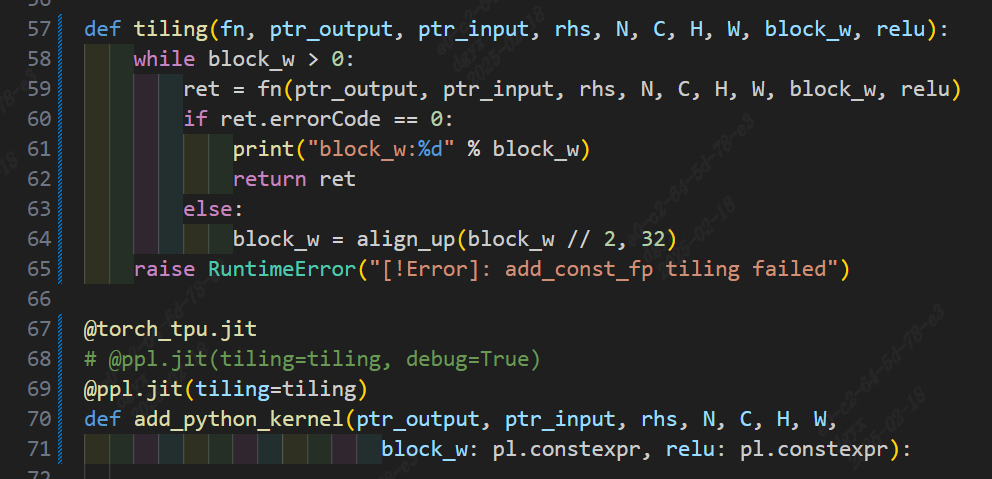 57 def tiling(fn, ptr_output, ptr_input, rhs, N, C, H, W, block_w, relu):
58     while block_w > 0:
59         ret = fn(ptr_output, ptr_input, rhs, N, C, H, W, block_w, relu)
60         if ret.errorCode == 0:
61             print("block_w:%d" % block_w)
62             return ret
63         else:
64             block_w = align_up(block_w // 2, 32)
65     raise RuntimeError("[!Error]: add_const_fp tiling failed")
66
67 @torch_tpu.jit
68 # @ppl.jit(tiling=tiling, debug=True)
69 @ppl.jit(tiling=tiling)
70 def add_python_kernel(ptr_output, ptr_input, rhs, N, C, H, W,
71                         block_w: pl.constexpr, relu: pl.constexpr):